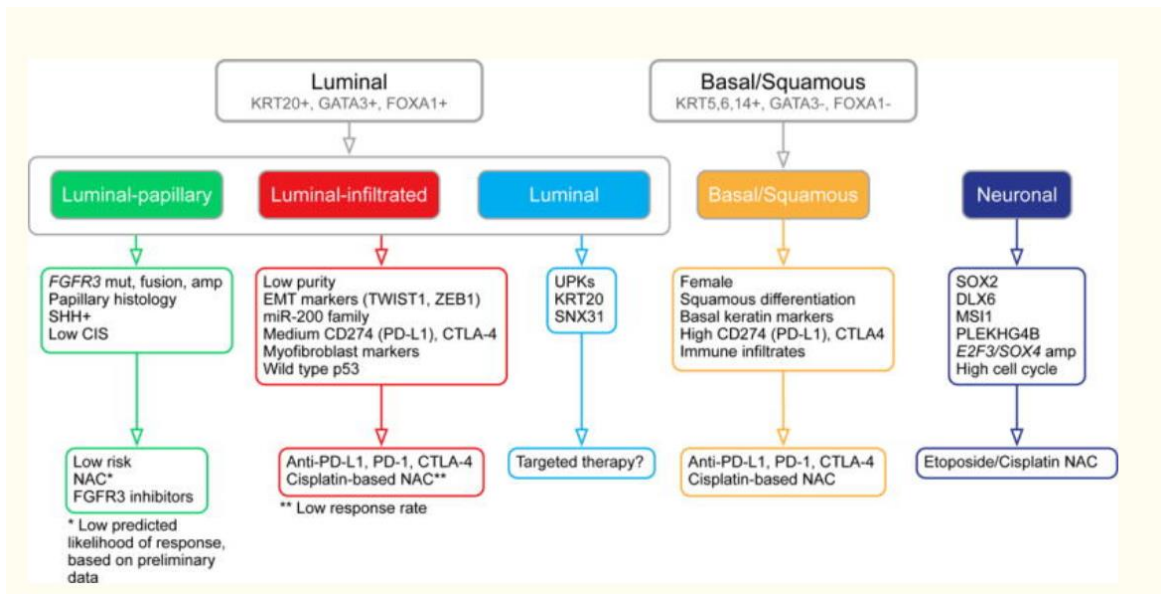 Luminal
KRT20+, GATA3+, FOXA1+
Basal/Squamous
KRT5,6,14+, GATA3-, FOXA1-
Luminal-papillary
Luminal-infiltrated
Luminal
Basal/Squamous
Neuronal
FGFR3 mut, fusion, amp
Papillary histology
SHH+
Low CIS
Low purity
EMT markers (TWIST1, ZEB1)
miR-200 family
Medium CD274 (PD-L1), CTLA-4
Myofibroblast markers
Wild type p53
UPKs
KRT20
SNX31
Female
Squamous differentiation
Basal keratin markers
High CD274 (PD-L1), CTLA4
Immune infiltrates
SOX2
DLX6
MSI1
PLEKHG4B
E2F3/SOX4 amp
High cell cycle
Low risk
NAC*
FGFR3 inhibitors
* Low predicted
likelihood of response,
based on preliminary
data
Anti-PD-L1, PD-1, CTLA-4
Cisplatin-based NAC**
** Low response rate
Targeted therapy?
Anti-PD-L1, PD-1, CTLA-4
Cisplatin-based NAC
Etoposide/Cisplatin NAC